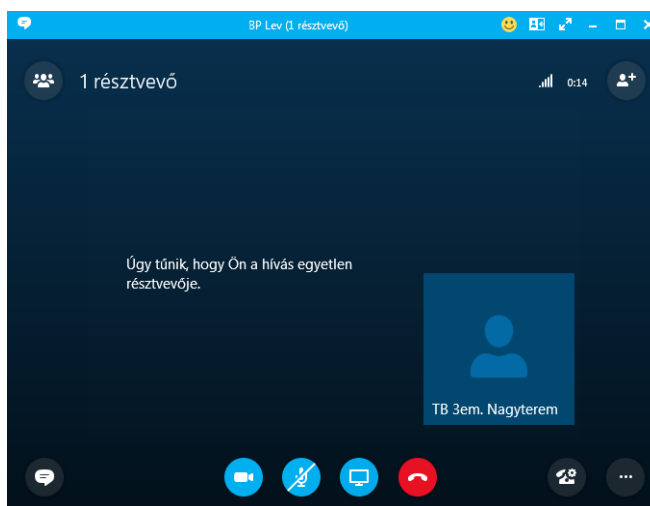 BP Lev (1 résztvevő)
1 résztvevő
0:14
Úgy tűnik, hogy Ön a hívás egyetlen
résztvevője.
TB 3em. Nagyterem